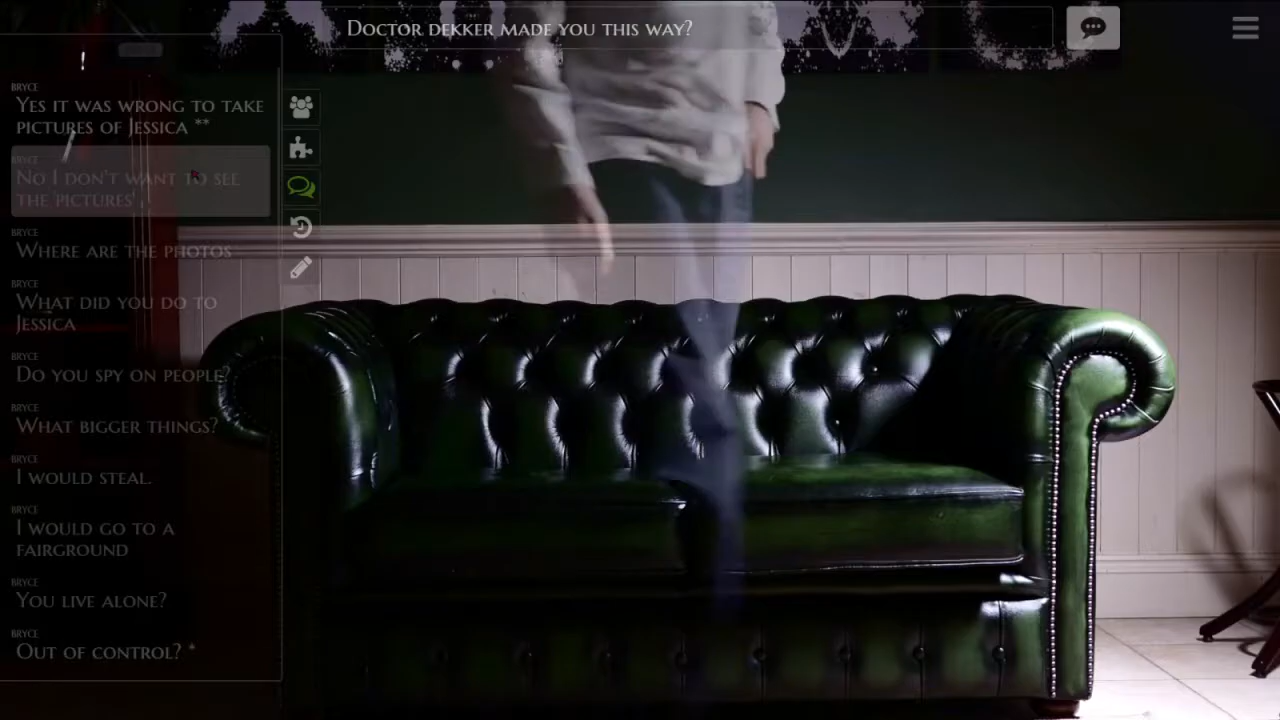 Doctor dekker made you this way?
BRYCE
Yes it was wrong to take
pictures of Jessica **
BRYCE
No I don't want to see
the pictures'
BRYCE
Where are the photos
BRYCE
What did you do to
Jessica
BRYCE
Do you spy on people?
BRYCE
What bigger things?
BRYCE
I would steal.
BRYCE
I would go to a
fairground
BRYCE
You live alone?
BRYCE
Out of control? *